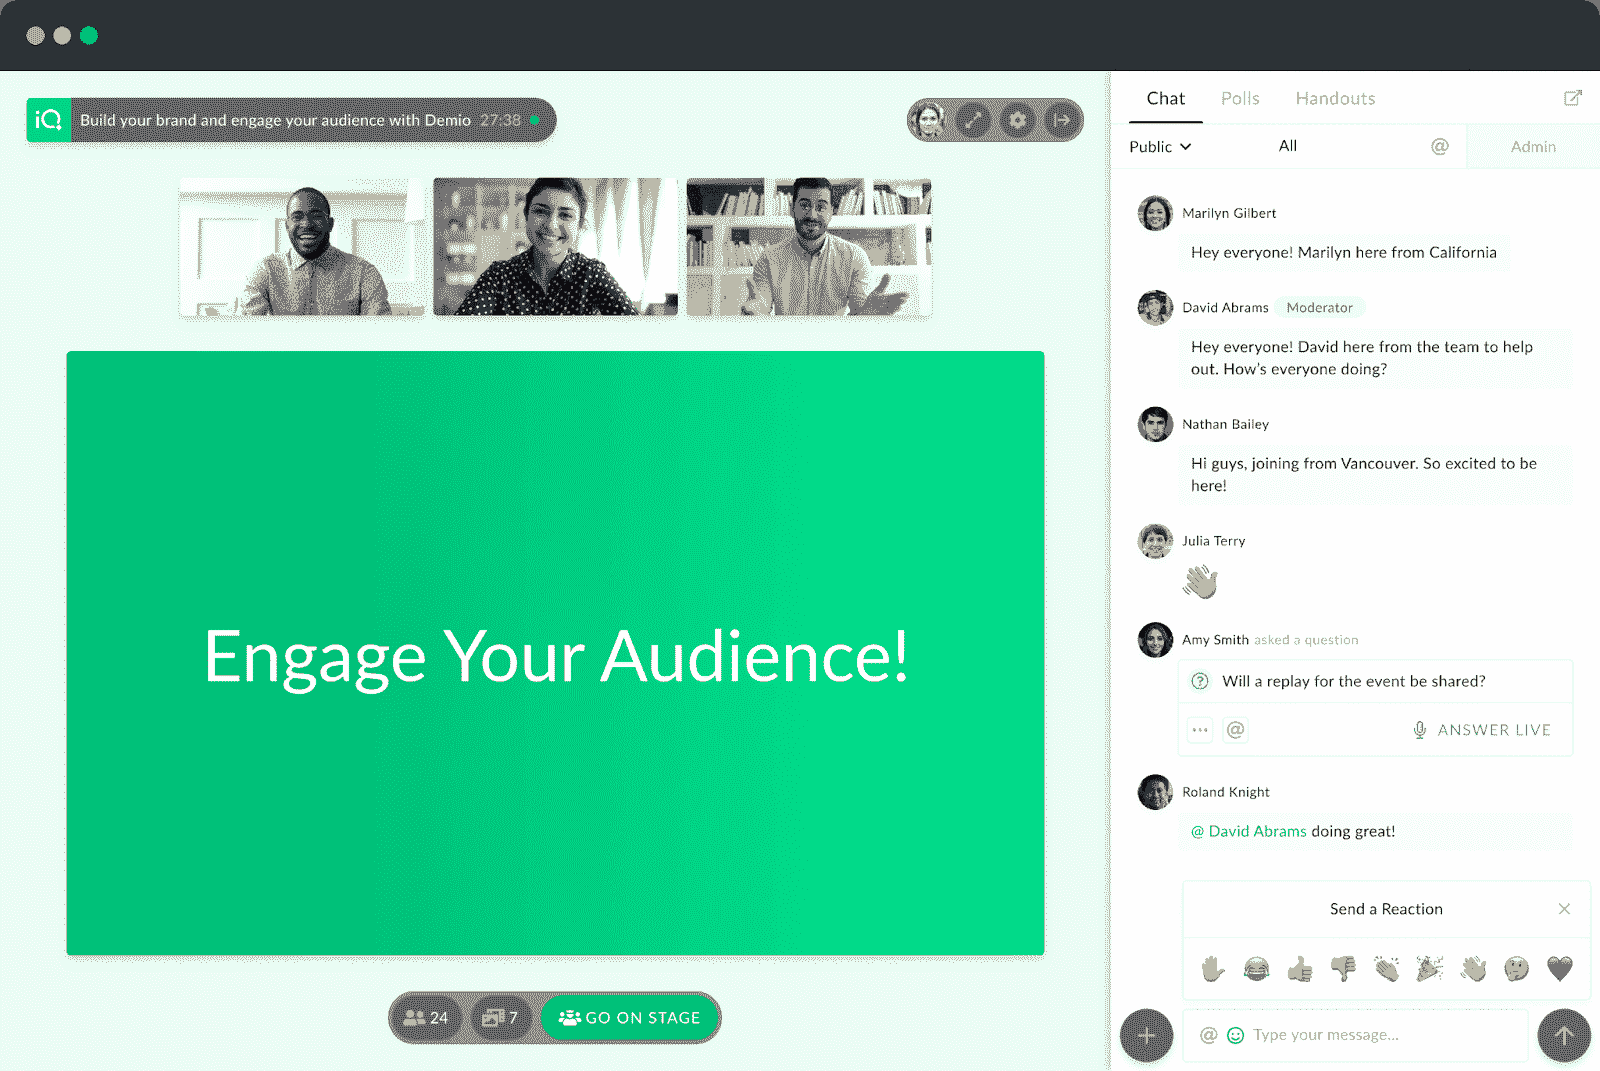 iQ
Build your brand and engage your audience with Demio 27:38
Engage Your Audience!
24
7
GO ON STAGE
Chat
Polls
Handouts
Public
All
@
Admin
Marilyn Gilbert
Hey everyone! Marilyn here from California
David Abrams Moderator
Hey everyone! David here from the team to help
out. How's everyone doing?
Nathan Bailey
Hi guys, joining from Vancouver. So excited to be
here!
Julia Terry
Amy Smith asked a question
? Will a replay for the event be shared?
... @ ANSWER LIVE
Roland Knight
@ David Abrams doing great!
Send a Reaction
@ Type your message...